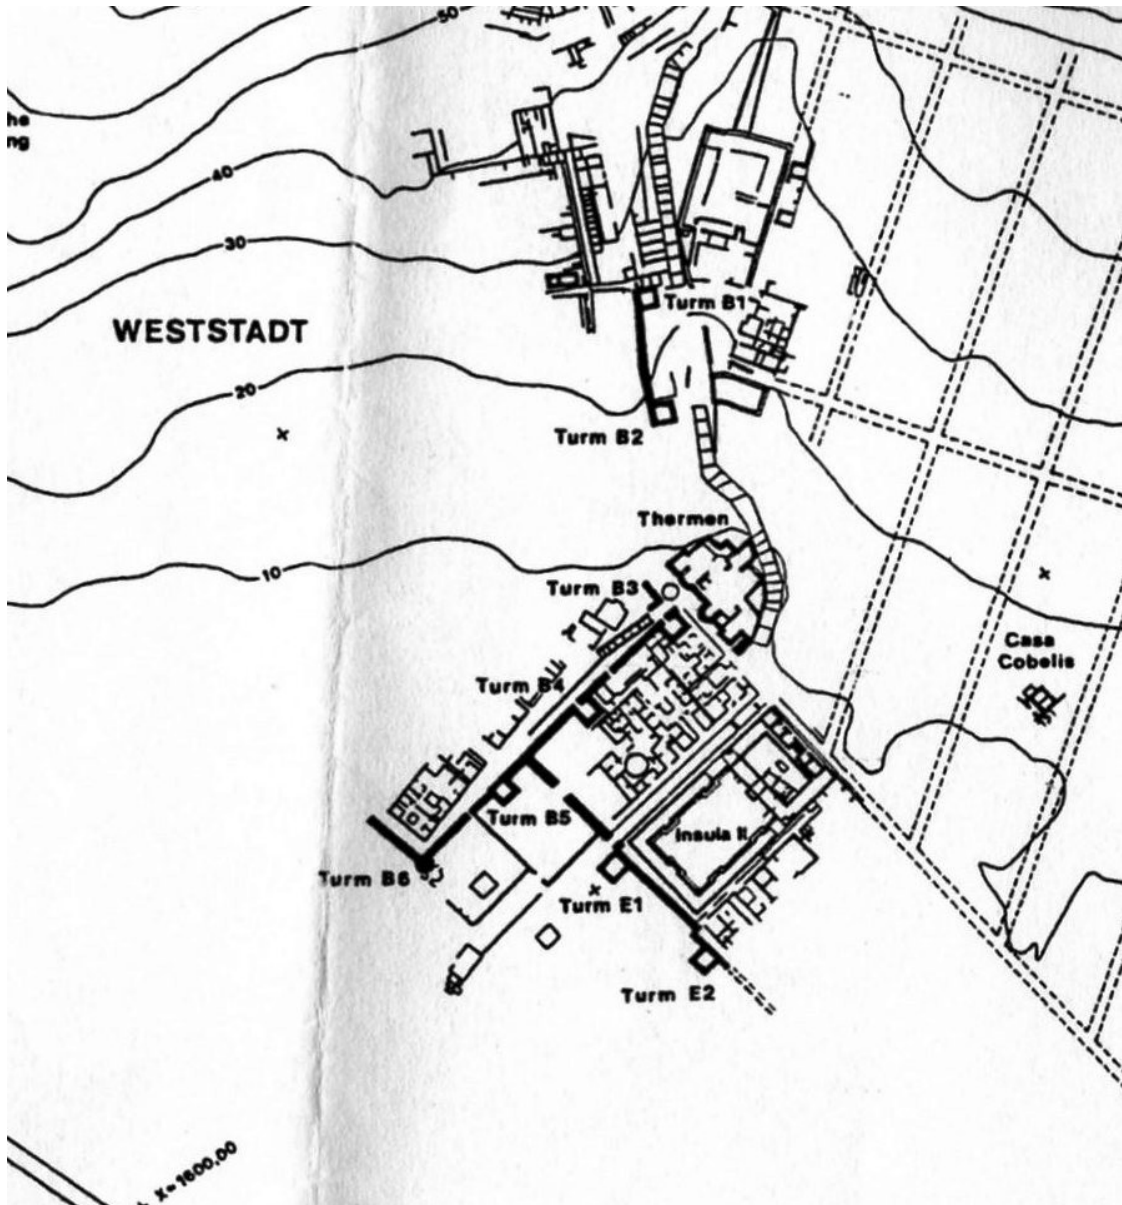 50
he
ng
40
30
Turm B1
WESTSTADT
20
Turm B2
Thermen
10
Turm B3
Casa
Cobelis
Turm B4
Turm B5
Insula II
Turm B6
Turm E1
Turm E2
X=1600,00